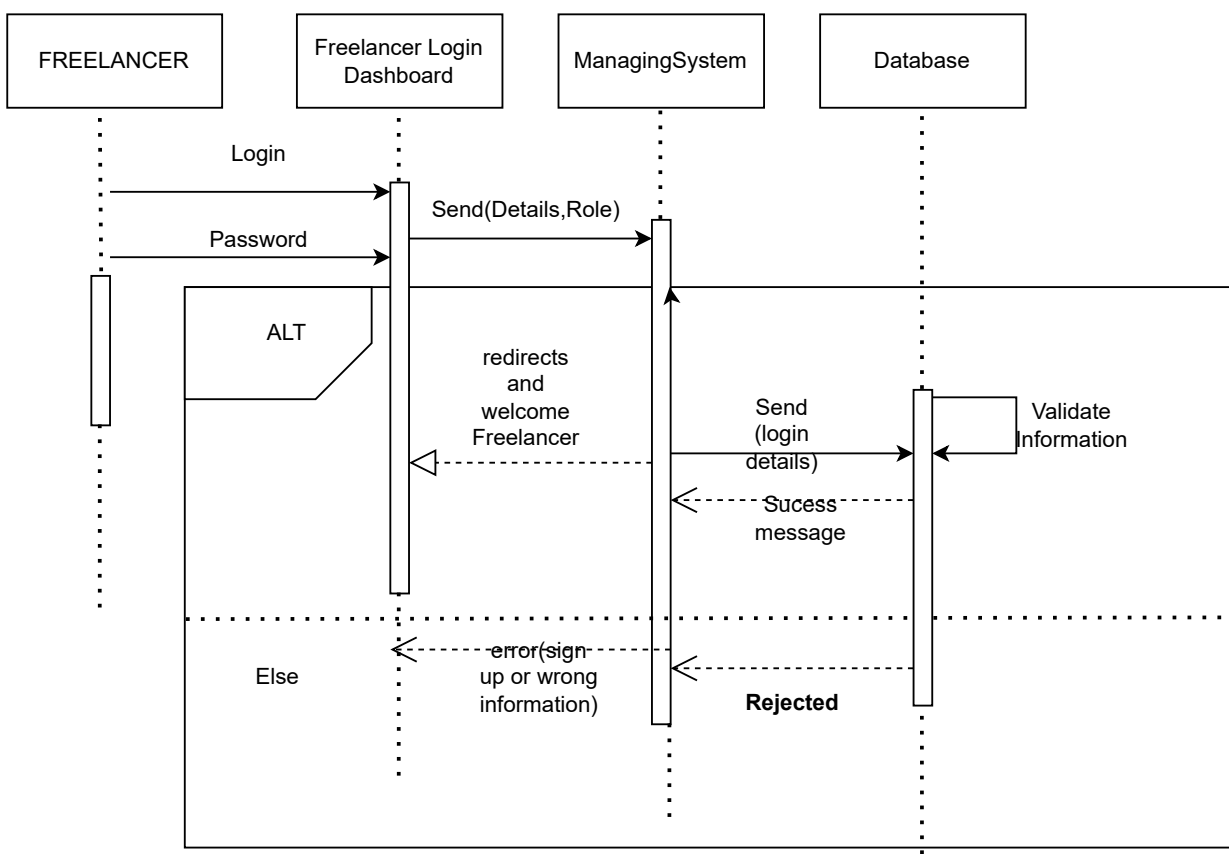 FREELANCER
Freelancer Login
Dashboard
ManagingSystem
Database
Login
Send(Details,Role)
Password
ALT
redirects
and
welcome
Freelancer
Send
(login
details)
Validate
Information
Sucess
message
error(sign
up or wrong
information)
Else
Rejected